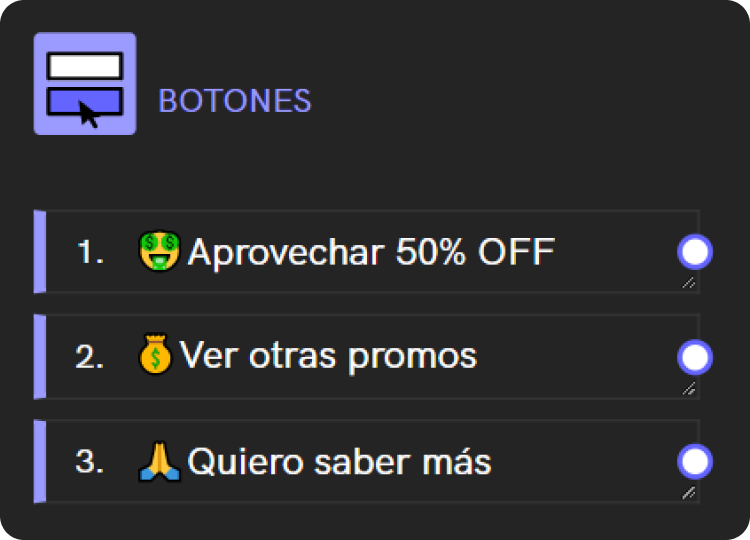 BOTONES
1. 🤑Aprovechar 50% OFF
2. 💰Ver otras promos
3. 🙏Quiero saber más